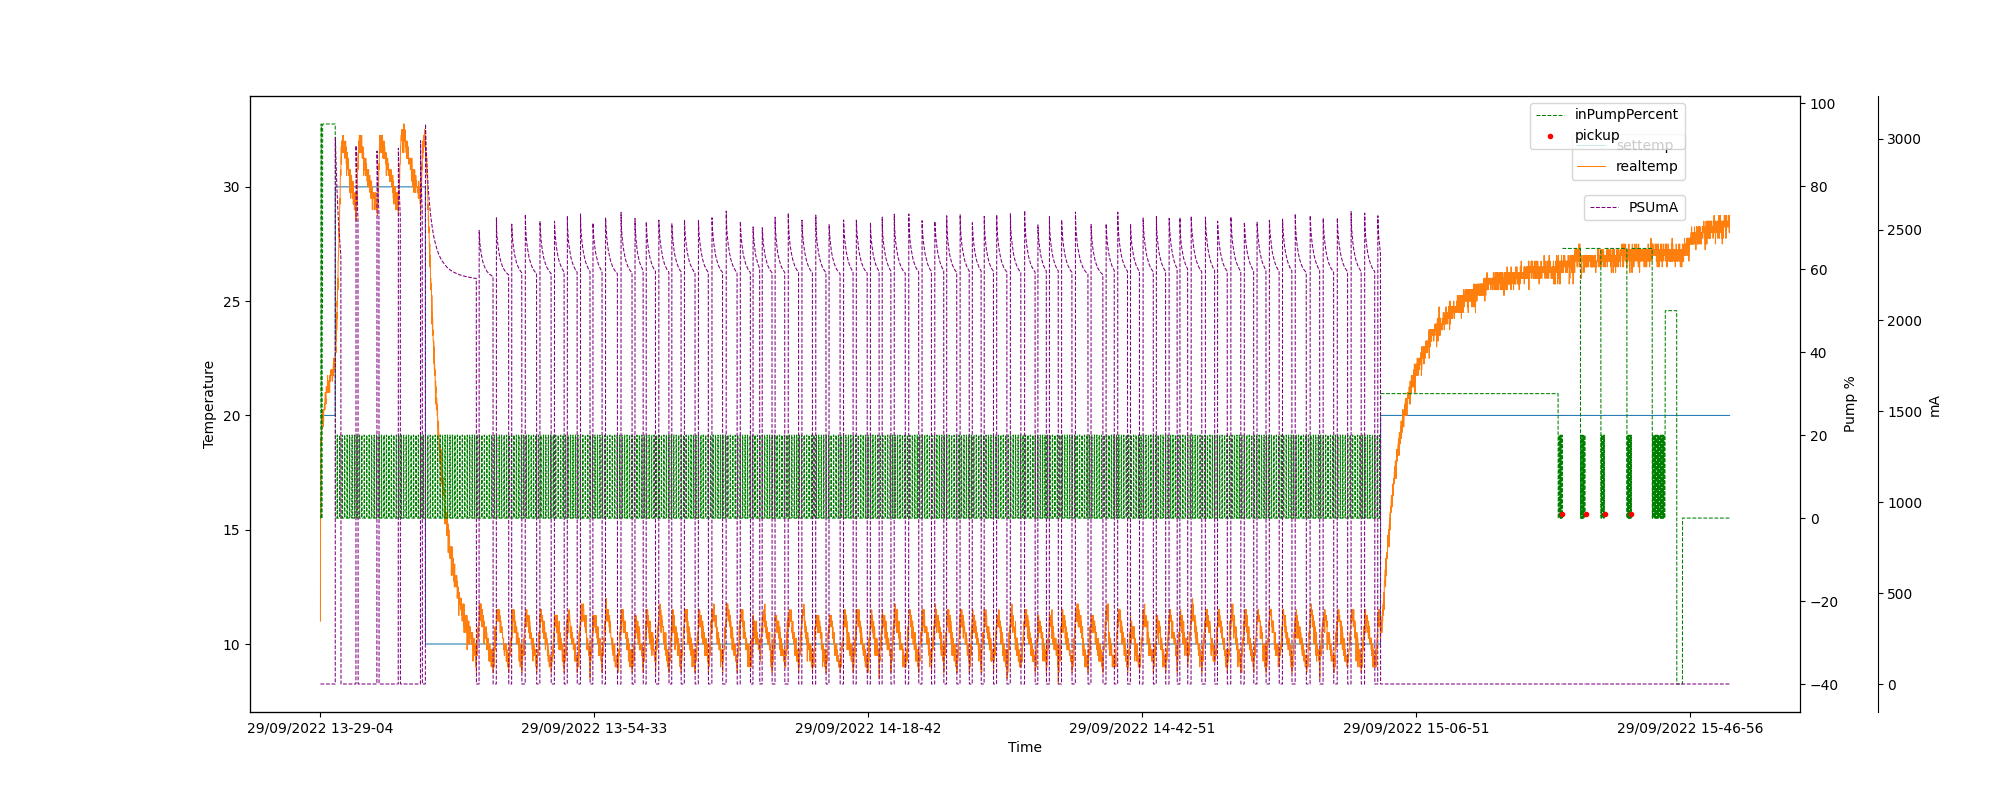 inPumpPercent
pickup
settemp
realtemp
PSUmA
Temperature
30
25
20
15
10
100
80
60
40
20
0
−20
−40
Pump %
3000
2500
2000
1500
1000
500
0
mA
29/09/2022 13-29-04
29/09/2022 13-54-33
29/09/2022 14-18-42
29/09/2022 14-42-51
29/09/2022 15-06-51
29/09/2022 15-46-56
Time